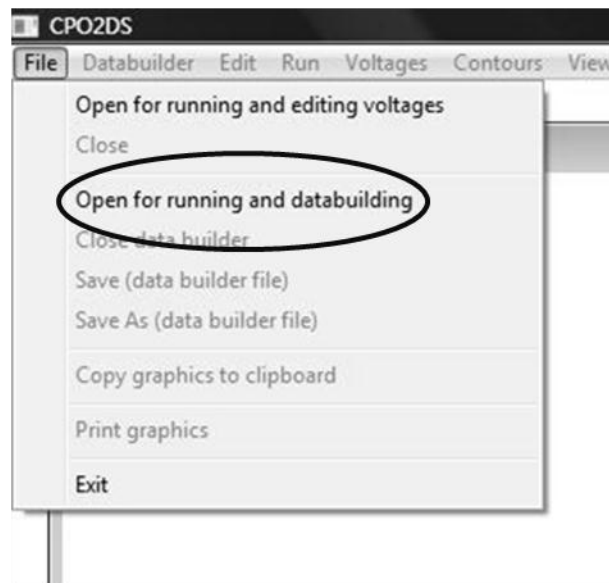 CPO2DS
File Databuilder Edit Run Voltages Contours View
Open for running and editing voltages
Close
Open for running and databuilding
Close data builder
Save (data builder file)
Save As (data builder file)
Copy graphics to clipboard
Print graphics
Exit